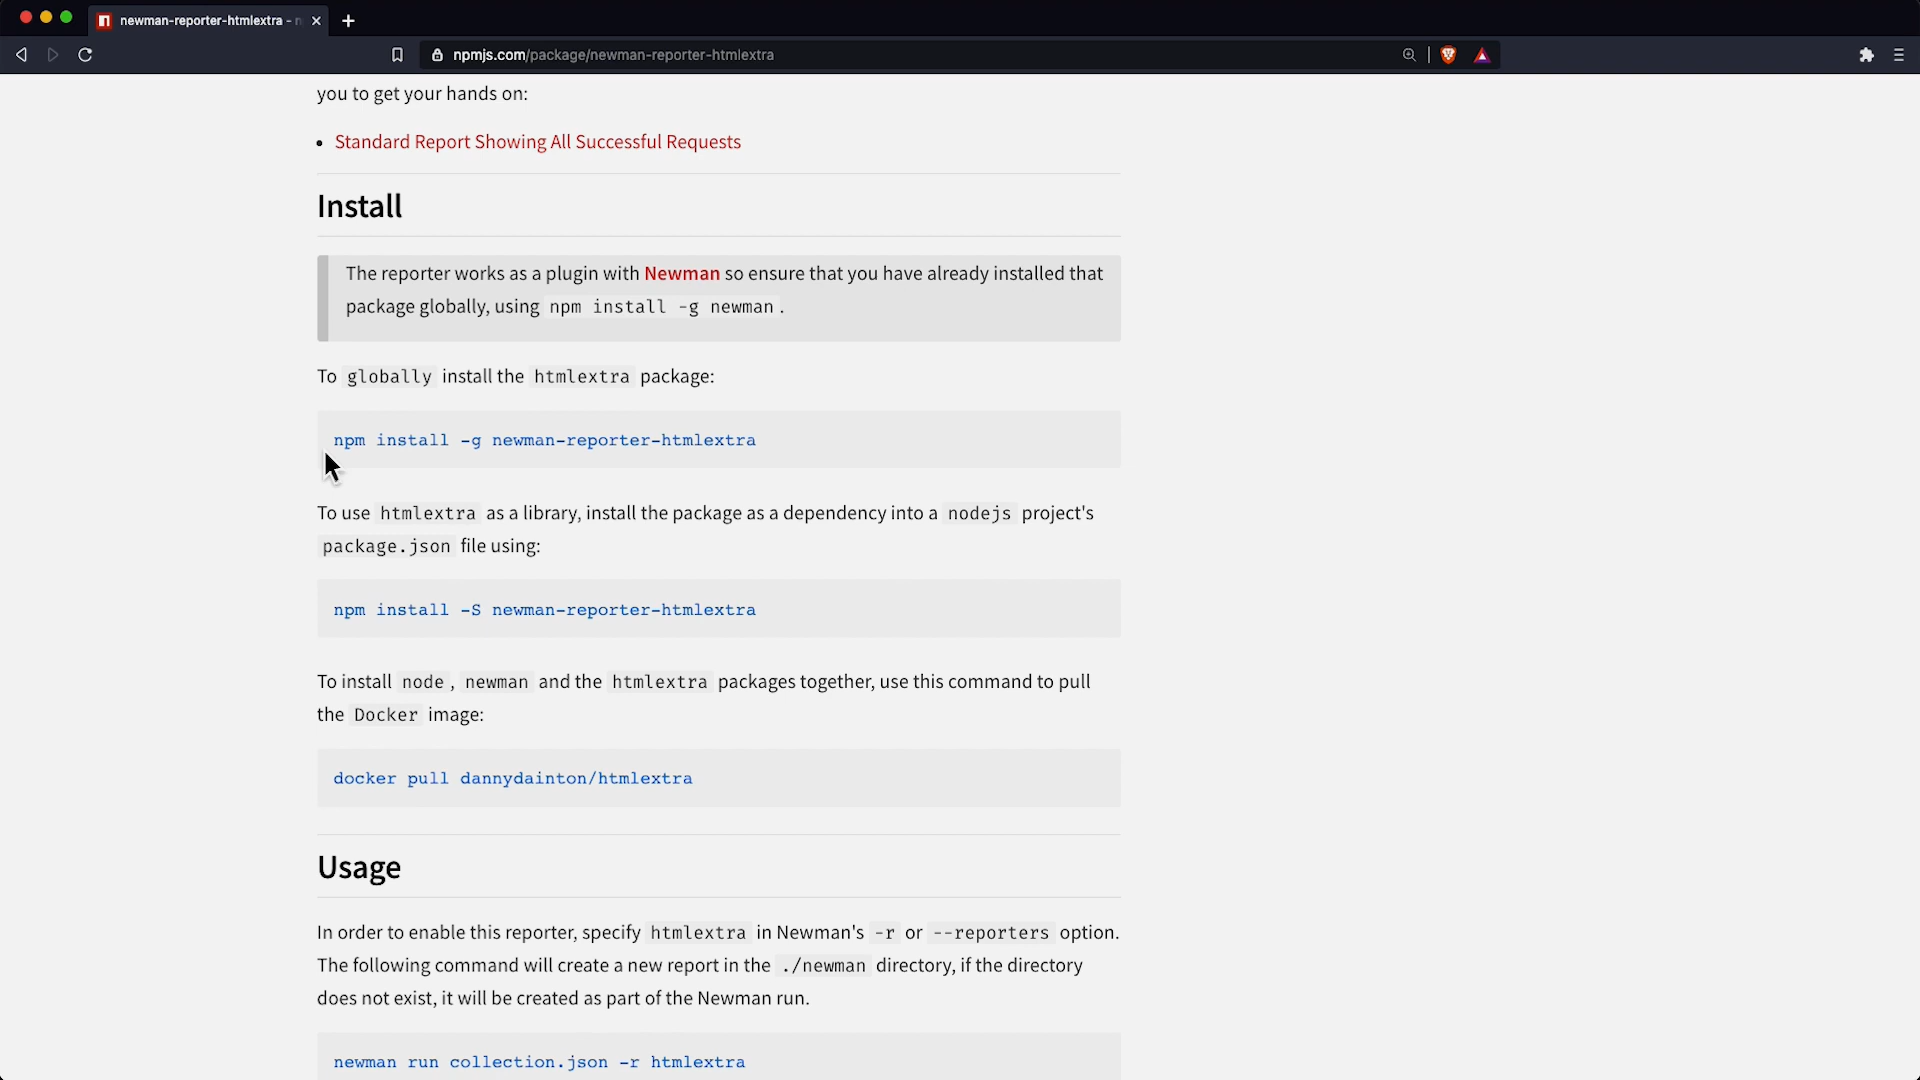 newman-reporter-htmlextra - n
npmjs.com/package/newman-reporter-htmlextra
you to get your hands on:
Standard Report Showing All Successful Requests
Install
The reporter works as a plugin with Newman so ensure that you have already installed that
package globally, using npm install -g newman.
To globally install the htmlextra package:
npm install -g newman-reporter-htmlextra
To use htmlextra as a library, install the package as a dependency into a nodejs project's
package.json file using:
npm install -S newman-reporter-htmlextra
To install node, newman and the htmlextra packages together, use this command to pull
the Docker image:
docker pull dannydainton/htmlextra
Usage
In order to enable this reporter, specify htmlextra in Newman's -r or --reporters option.
The following command will create a new report in the ./newman directory, if the directory
does not exist, it will be created as part of the Newman run.
newman run collection.json -r htmlextra